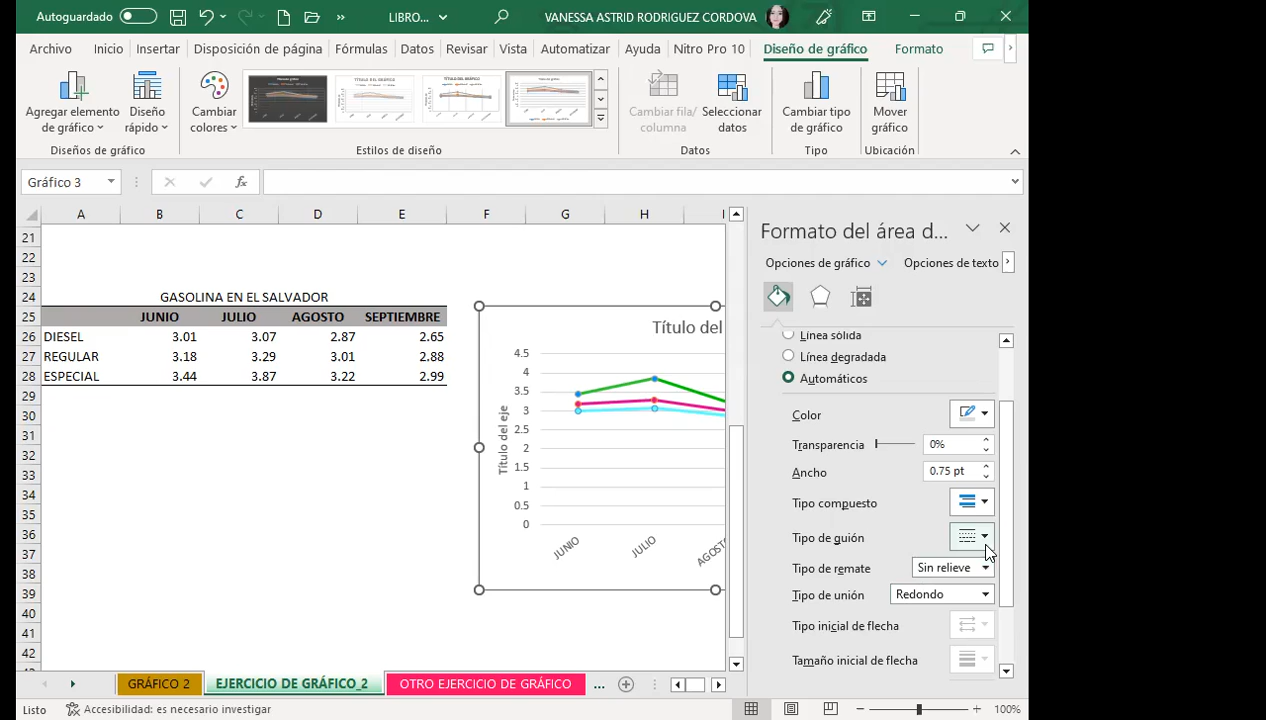 Autoguardado
LIBRO...
VANESSA ASTRID RODRIGUEZ CORDOVA
Archivo Inicio Insertar Disposición de página Fórmulas Datos Revisar Vista Automatizar Ayuda Nitro Pro 10 Diseño de gráfico Formato
Agregar elemento de gráfico
Diseño rápido
Cambiar colores
Cambiar fila/ columna
Seleccionar datos
Cambiar tipo de gráfico
Mover gráfico
Diseños de gráfico Estilos de diseño Datos Tipo Ubicación
Gráfico 3
fx
A B C D E F G H I
21
22
23
24 GASOLINA EN EL SALVADOR
25 JUNIO JULIO AGOSTO SEPTIEMBRE
26 DIESEL 3.01 3.07 2.87 2.65
27 REGULAR 3.18 3.29 3.01 2.88
28 ESPECIAL 3.44 3.87 3.22 2.99
29
30
31
32
33
34
35
36
37
38
39
40
41
42
Título del
Título del eje
4.5
4
3.5
3
2.5
2
1.5
1
0.5
0
JUNIO
JULIO
AGOST
Formato del área d...
Opciones de gráfico Opciones de texto
Línea sólida
Línea degradada
Automáticos
Color
Transparencia 0%
Ancho 0.75 pt
Tipo compuesto
Tipo de guión
Tipo de remate Sin relieve
Tipo de unión Redondo
Tipo inicial de flecha
Tamaño inicial de flecha
GRÁFICO 2 EJERCICIO DE GRÁFICO_2 OTRO EJERCICIO DE GRÁFICO ...
Listo Accesibilidad: es necesario investigar 100%